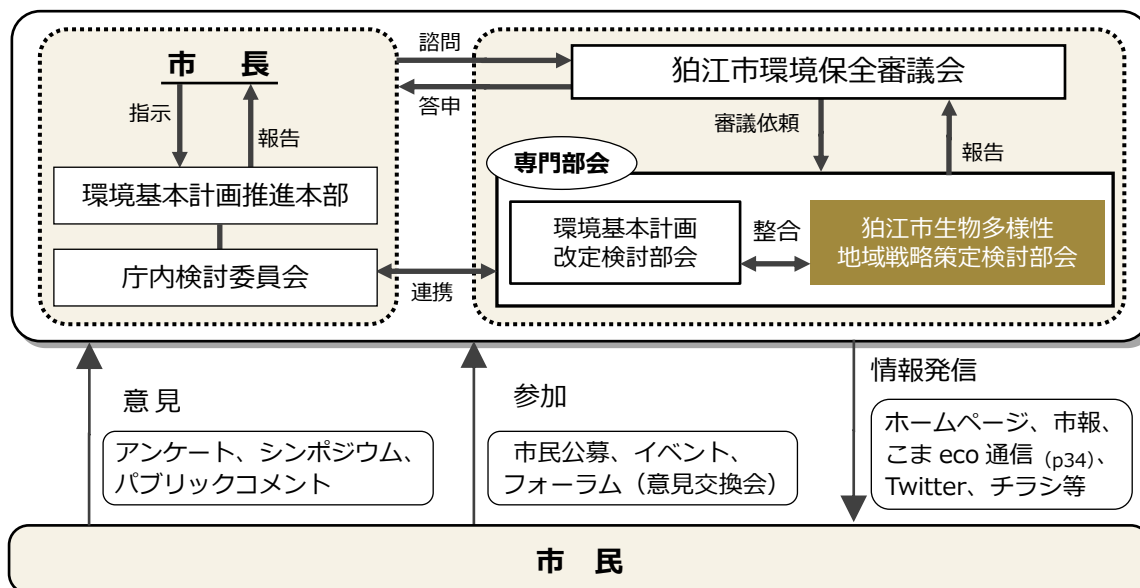 市　長
指示
報告
環境基本計画推進本部
庁内検討委員会
諮問
答申
連携
狛江市環境保全審議会
審議依頼
報告
専門部会
環境基本計画
改定検討部会
整合
狛江市生物多様性
地域戦略策定検討部会
意見
アンケート、シンポジウム、
パブリックコメント
参加
市民公募、イベント、
フォーラム（意見交換会）
情報発信
ホームページ、市報、
こま eco 通信 (p34)、
Twitter、チラシ等
市　民